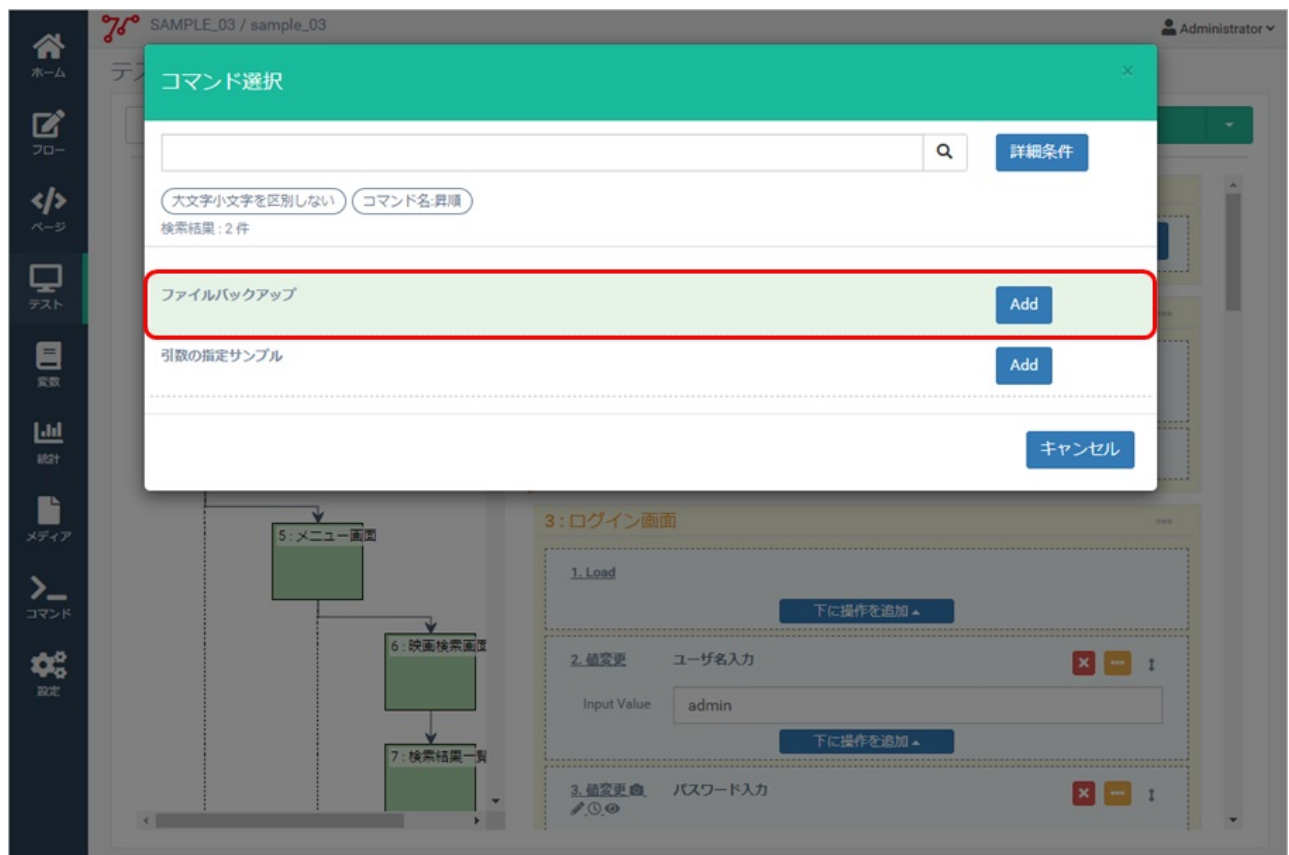 SAMPLE_03 / sample_03
Administrator
ホーム
フロー
ページ
テスト
変数
統計
メディア
コマンド
設定
コマンド選択
×
詳細条件
大文字小文字を区別しない
コマンド名:昇順
検索結果 : 2 件
ファイルバックアップ
Add
引数の指定サンプル
Add
キャンセル
5 : メニュー画面
6 : 映画検索画面
7 : 検索結果一覧
3 : ログイン画面
1. Load
下に操作を追加
2. 値変更
ユーザ名入力
Input Value
admin
下に操作を追加
3. 値変更
パスワード入力